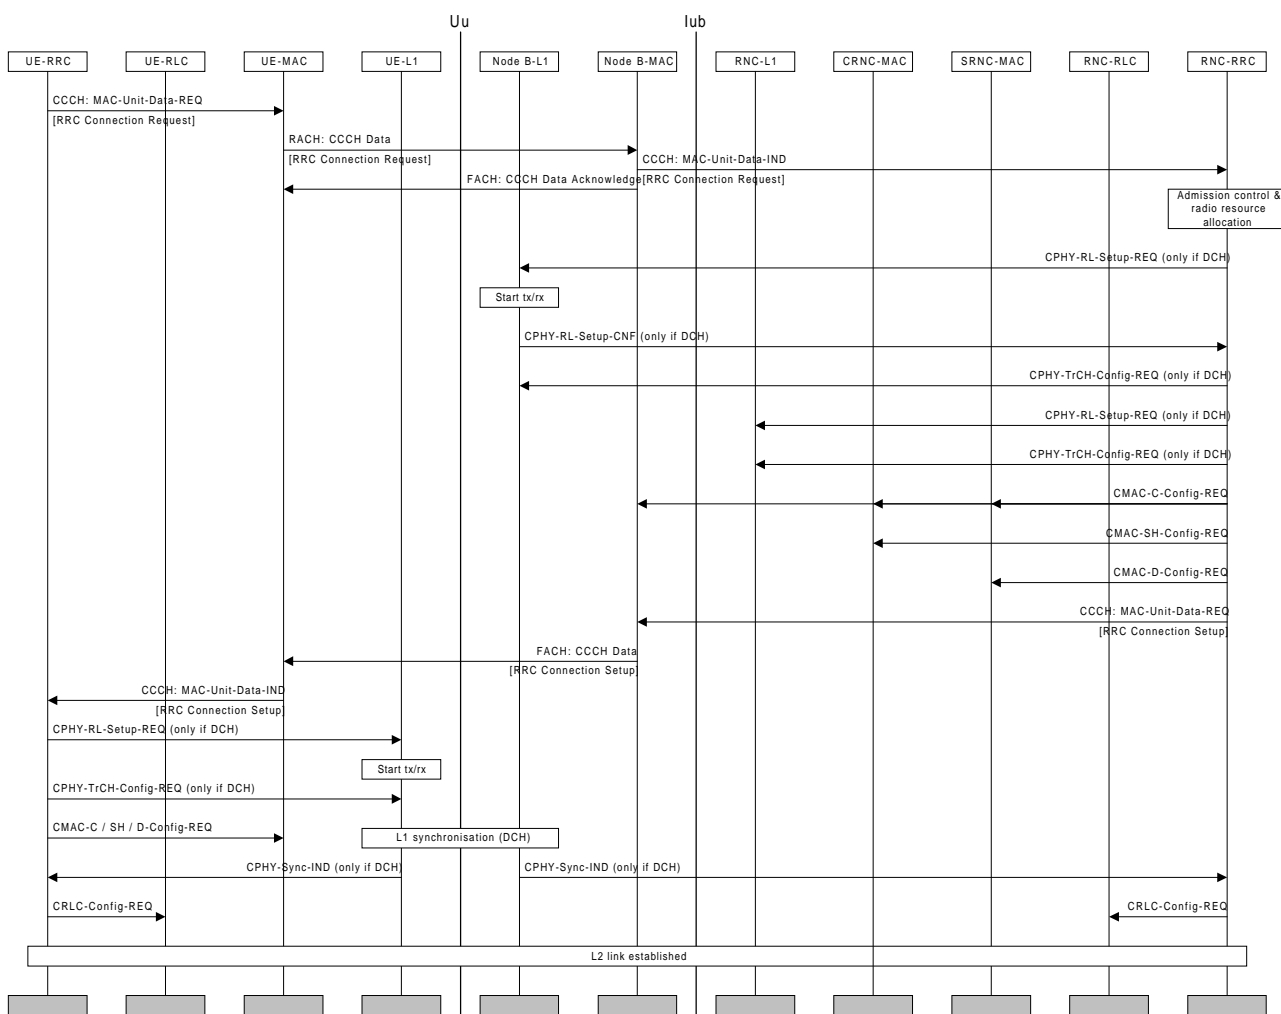 Uu
Iub
UE-RRC
UE-RLC
UE-MAC
UE-L1
Node B-L1
Node B-MAC
RNC-L1
CRNC-MAC
SRNC-MAC
RNC-RLC
RNC-RRC
CCCH: MAC-Unit-Data-REQ
[RRC Connection Request]
RACH: CCCH Data
[RRC Connection Request]
CCCH: MAC-Unit-Data-IND
FACH: CCCH Data Acknowledge[RRC Connection Request]
Admission control &
radio resource
allocation
CPHY-RL-Setup-REQ (only if DCH)
Start tx/rx
CPHY-RL-Setup-CNF (only if DCH)
CPHY-TrCH-Config-REQ (only if DCH)
CPHY-RL-Setup-REQ (only if DCH)
CPHY-TrCH-Config-REQ (only if DCH)
CMAC-C-Config-REQ
CMAC-SH-Config-REQ
CMAC-D-Config-REQ
CCCH: MAC-Unit-Data-REQ
[RRC Connection Setup]
FACH: CCCH Data
[RRC Connection Setup]
CCCH: MAC-Unit-Data-IND
[RRC Connection Setup]
CPHY-RL-Setup-REQ (only if DCH)
Start tx/rx
CPHY-TrCH-Config-REQ (only if DCH)
CMAC-C / SH / D-Config-REQ
L1 synchronisation (DCH)
CPHY-Sync-IND (only if DCH)
CPHY-Sync-IND (only if DCH)
CRLC-Config-REQ
CRLC-Config-REQ
L2 link established